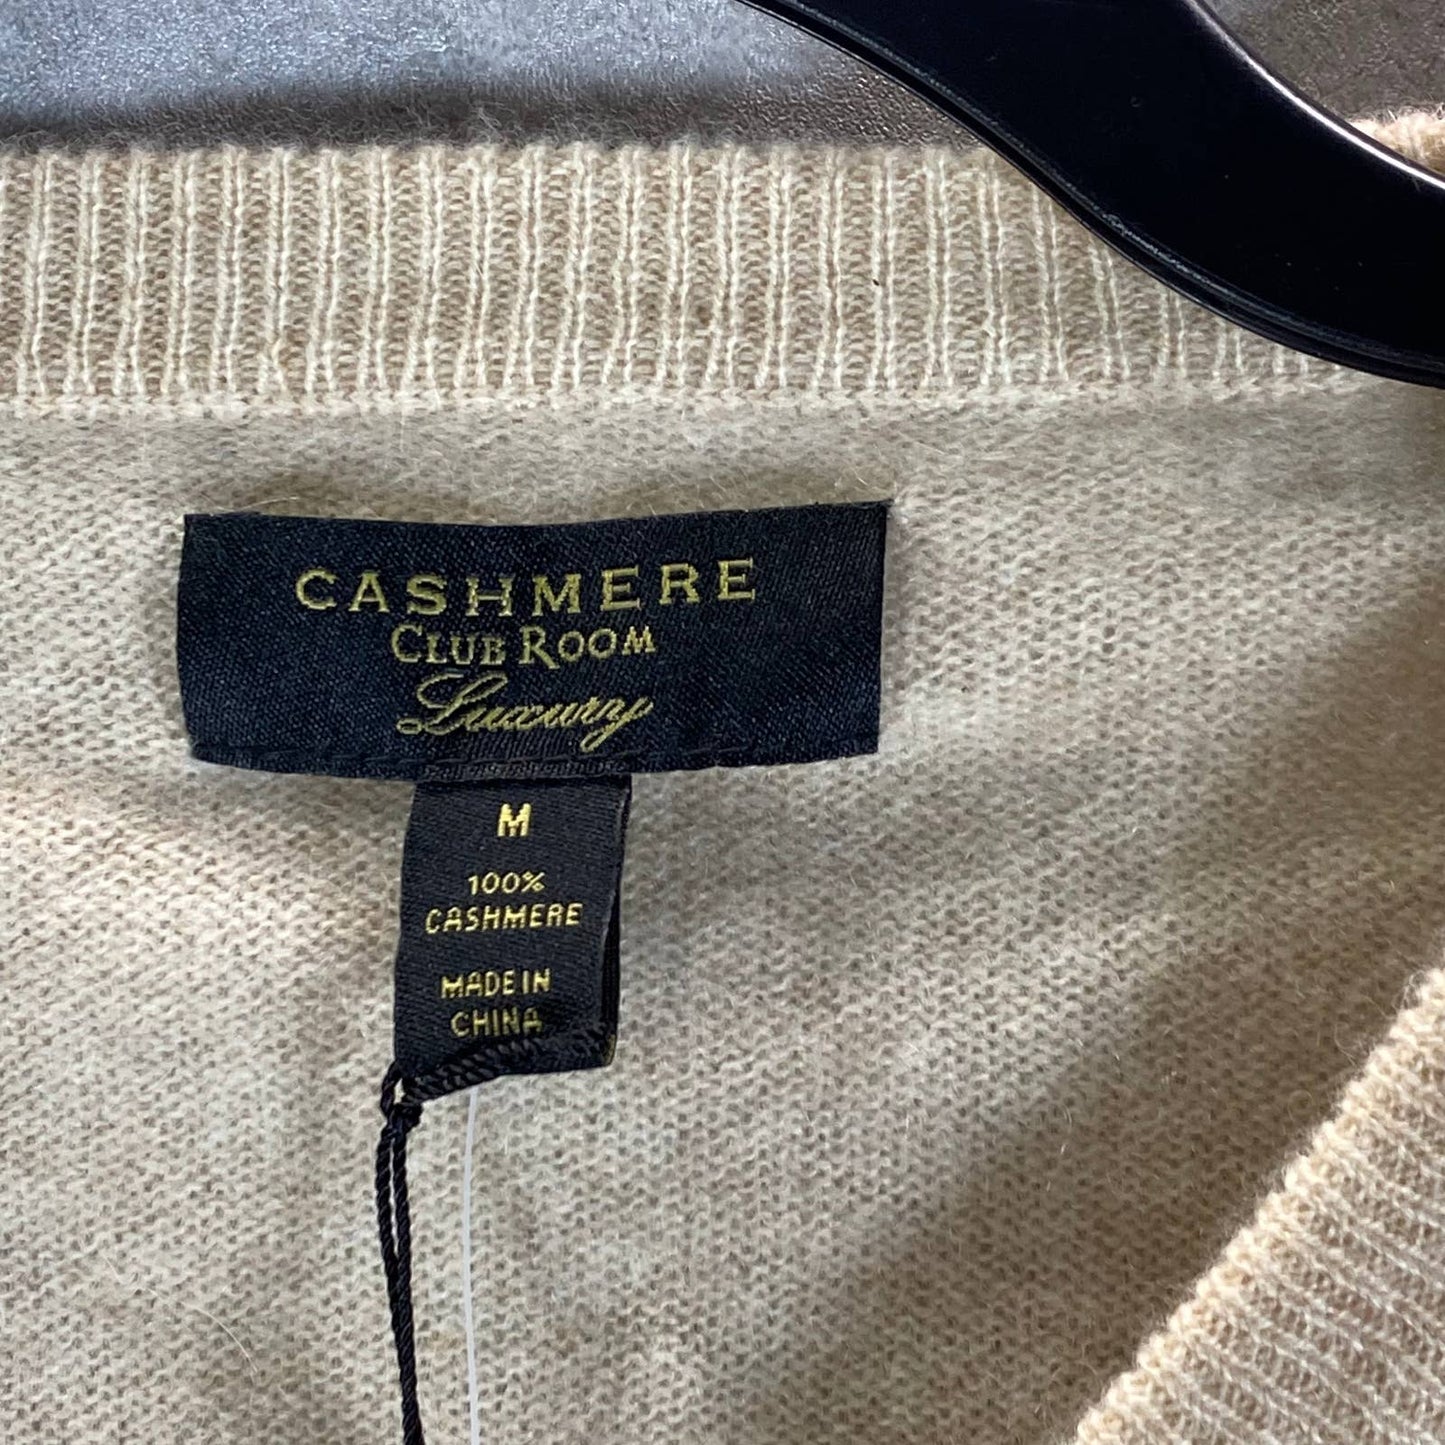 CASHMERE
CLUB ROOM
Luxury
M
100%
CASHMERE
MADE IN
CHINA